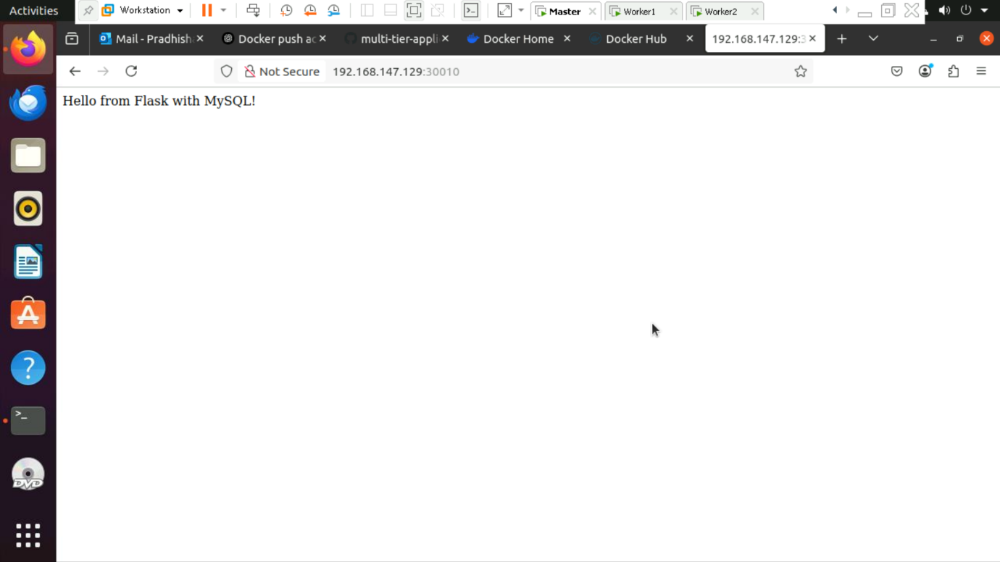 Activities
Workstation
Master
Worker1
Worker2
Mail - Pradhish
Docker push ac
multi-tier-appli
Docker Home
Docker Hub
192.168.147.129:3
Not Secure
192.168.147.129:30010
Hello from Flask with MySQL!
>_
?
DVD